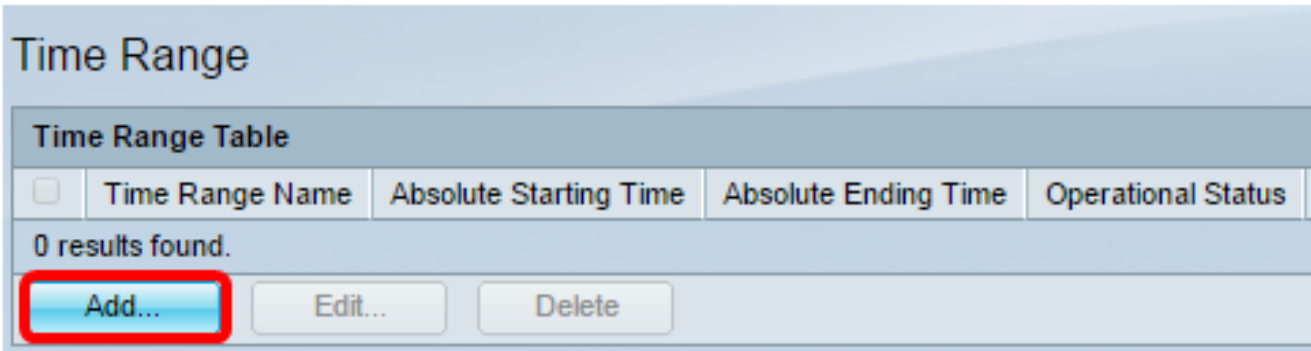 Time Range
Time Range Table
Time Range Name Absolute Starting Time Absolute Ending Time Operational Status
0 results found.
Add... Edit... Delete